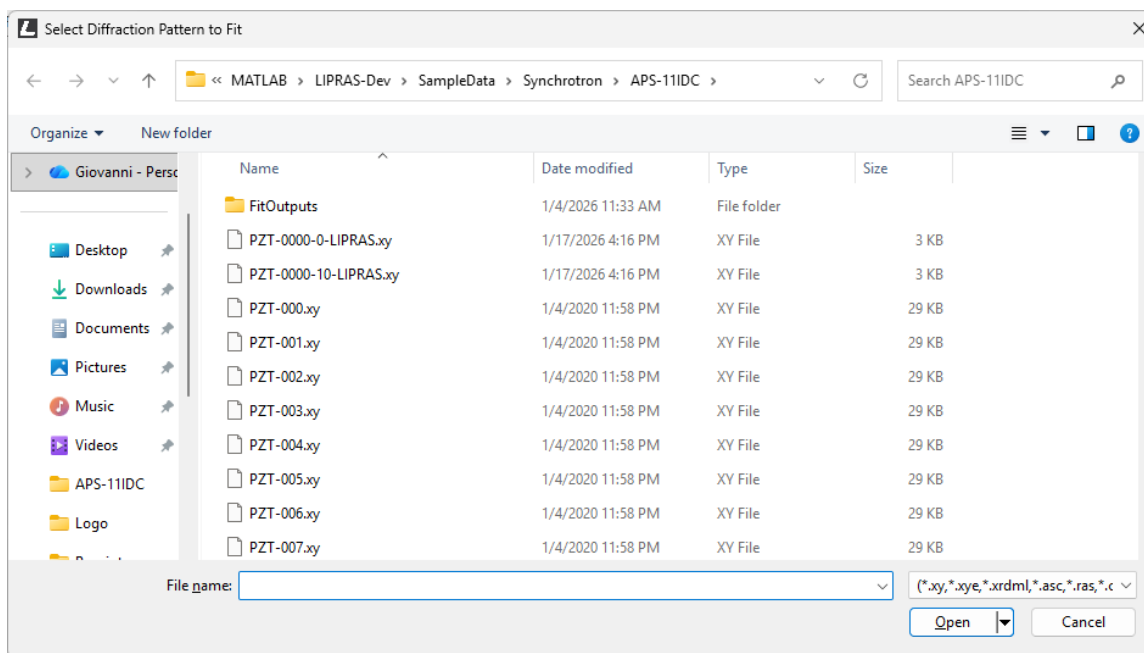 Select Diffraction Pattern to Fit
« MATLAB > LIPRAS-Dev > SampleData > Synchrotron > APS-11IDC >
Search APS-11IDC
Organize New folder
Name Date modified Type Size
Giovanni - Perso
FitOutputs 1/4/2026 11:33 AM File folder
PZT-0000-0-LIPRAS.xy 1/17/2026 4:16 PM XY File 3 KB
Desktop
PZT-0000-10-LIPRAS.xy 1/17/2026 4:16 PM XY File 3 KB
Downloads
PZT-000.xy 1/4/2020 11:58 PM XY File 29 KB
Documents
PZT-001.xy 1/4/2020 11:58 PM XY File 29 KB
Pictures
PZT-002.xy 1/4/2020 11:58 PM XY File 29 KB
Music
PZT-003.xy 1/4/2020 11:58 PM XY File 29 KB
Videos
PZT-004.xy 1/4/2020 11:58 PM XY File 29 KB
APS-11IDC
PZT-005.xy 1/4/2020 11:58 PM XY File 29 KB
Logo
PZT-006.xy 1/4/2020 11:58 PM XY File 29 KB
PZT-007.xy 1/4/2020 11:58 PM XY File 29 KB
File name:
(*.xy,*.xye,*.xrdml,*.asc,*.ras,*.c
Open
Cancel